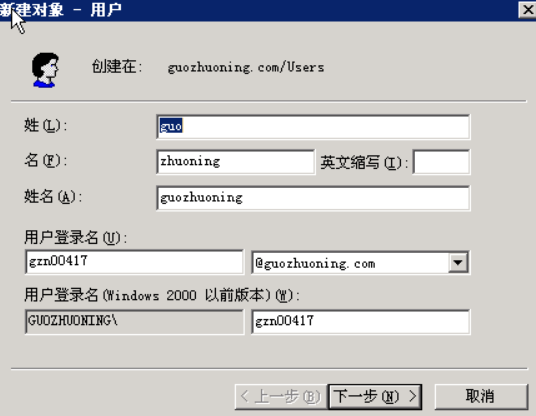 新建对象 - 用户
创建在: guozhuoning.com/Users
姓(L): guo
名(F): zhuoning 英文缩写(I):
姓名(A): guozhuoning
用户登录名(U):
gzn00417 @guozhuoning.com
用户登录名(Windows 2000 以前版本)(W):
GUOZHUONING\ gzn00417
< 上一步(B) 下一步(N) > 取消